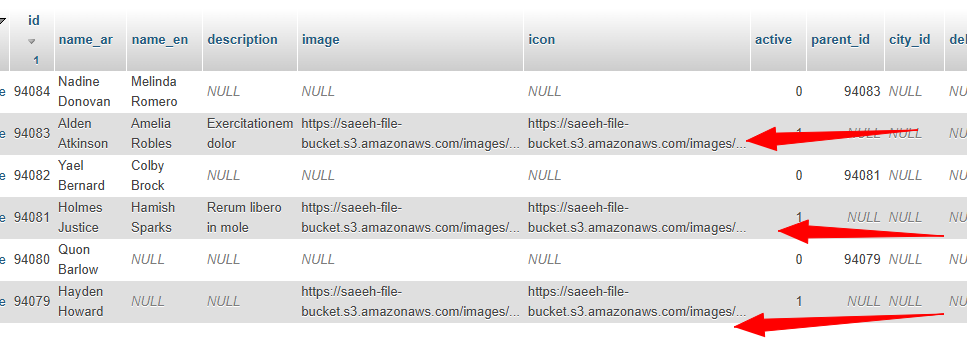 id name_ar name_en description image icon active parent_id city_id del
1
e 94084 Nadine Donovan Melinda Romero NULL NULL NULL 0 94083 NULL NU
e 94083 Alden Atkinson Amelia Robles Exercitationem dolor https://saeeh-file-bucket.s3.amazonaws.com/images/... https://saeeh-file-bucket.s3.amazonaws.com/images/... 1 NULL NULL NU
e 94082 Yael Bernard Colby Brock NULL NULL NULL 0 94081 NULL NU
e 94081 Holmes Justice Hamish Sparks Rerum libero in mole https://saeeh-file-bucket.s3.amazonaws.com/images/... https://saeeh-file-bucket.s3.amazonaws.com/images/... 1 NULL NULL NU
e 94080 Quon Barlow NULL NULL NULL NULL 0 94079 NULL NU
e 94079 Hayden Howard NULL NULL https://saeeh-file-bucket.s3.amazonaws.com/images/... https://saeeh-file-bucket.s3.amazonaws.com/images/... 1 NULL NULL NU